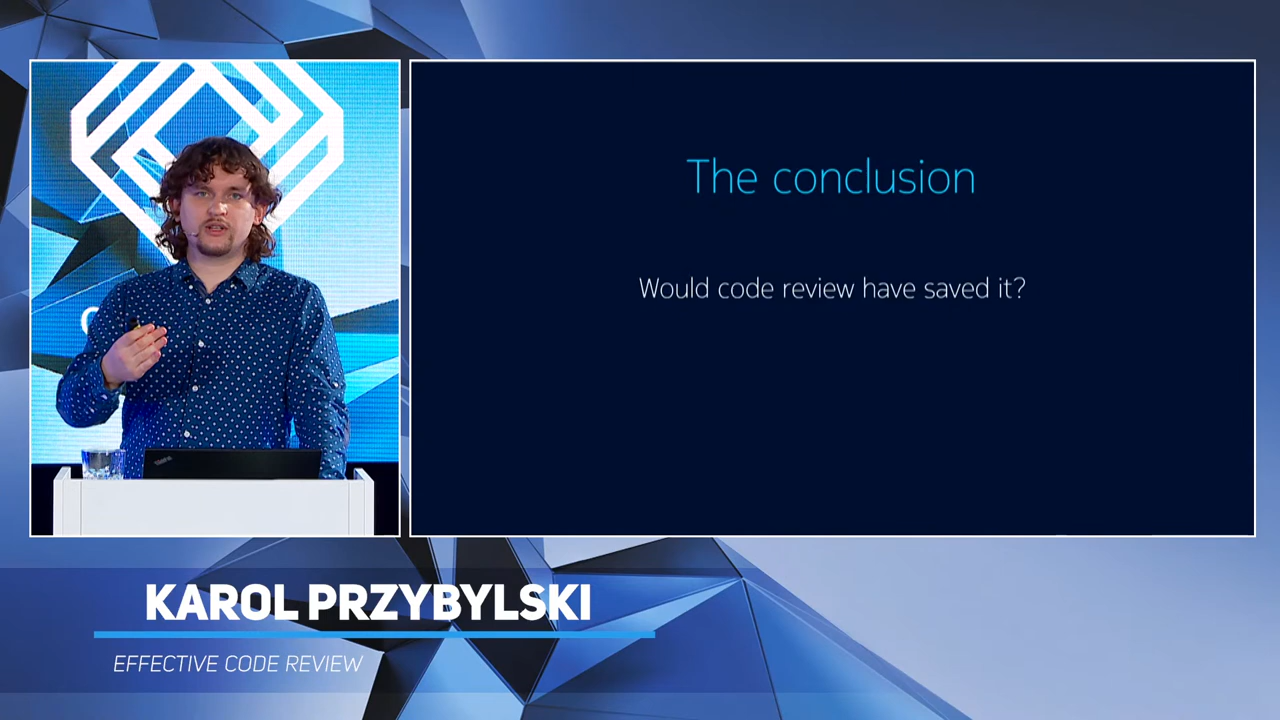 The conclusion
Would code review have saved it?
KAROL PRZYBYLSKI
EFFECTIVE CODE REVIEW